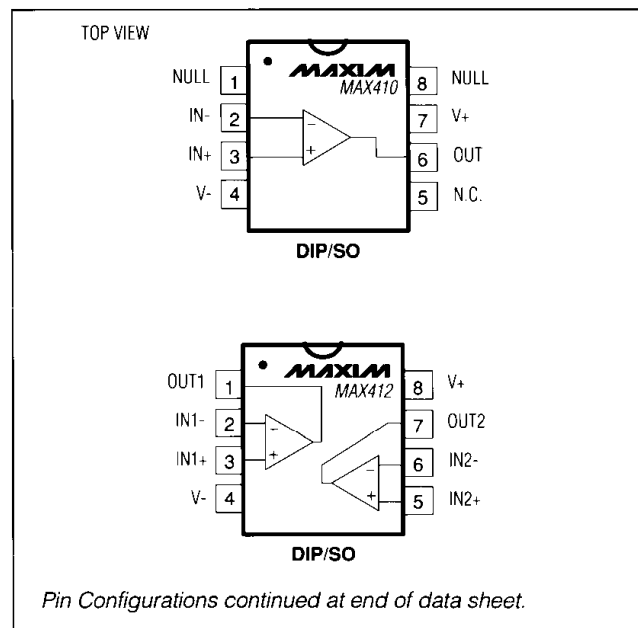 TOP VIEW
MAXIM
MAX410
NULL 1
IN- 2
IN+ 3
V- 4
8 NULL
7 V+
6 OUT
5 N.C.
- 
+
DIP/SO
MAXIM
MAX412
OUT1 1
IN1- 2
IN1+ 3
V- 4
8 V+
7 OUT2
6 IN2-
5 IN2+
-
+
-
+
DIP/SO
Pin Configurations continued at end of data sheet.